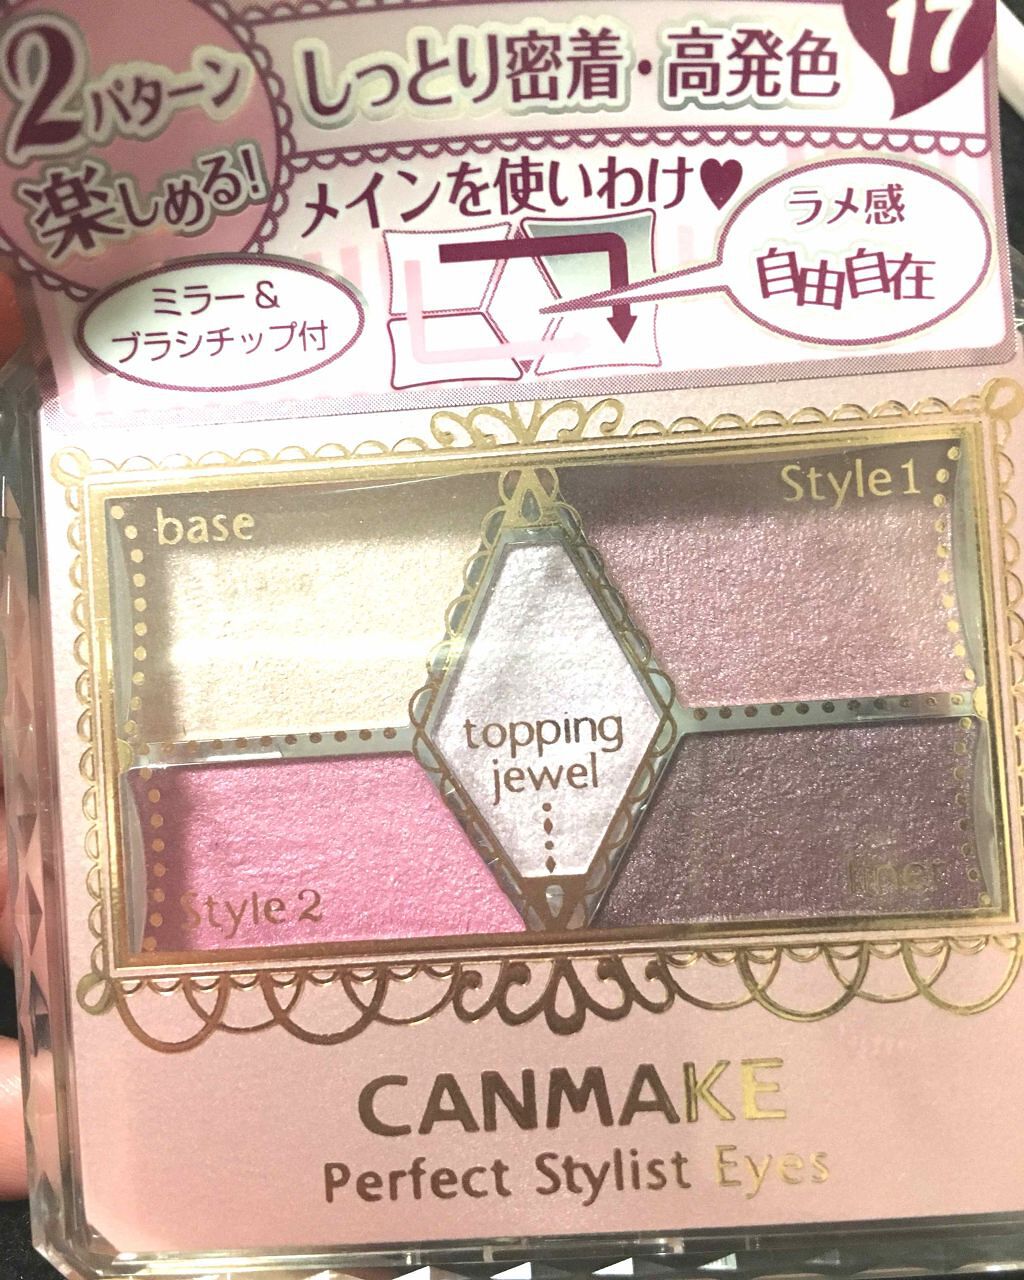 2パターン
楽しめる!
しっとり密着・高発色
17
メインを使いわけ♥
ラメ感
自由自在
ミラー&
ブラシチップ付
base
Style1
topping
jewel
Style2
liner
CANMAKE
Perfect Stylist Eyes